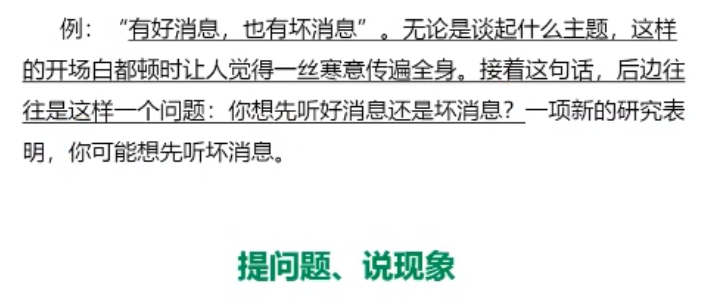 例：“有好消息，也有坏消息”。无论是谈起什么主题，这样
的开场白都顿时让人觉得一丝寒意传遍全身。接着这句话，后边往
往是这样一个问题：你想先听好消息还是坏消息？一项新的研究表
明，你可能想先听坏消息。
提问题、说现象